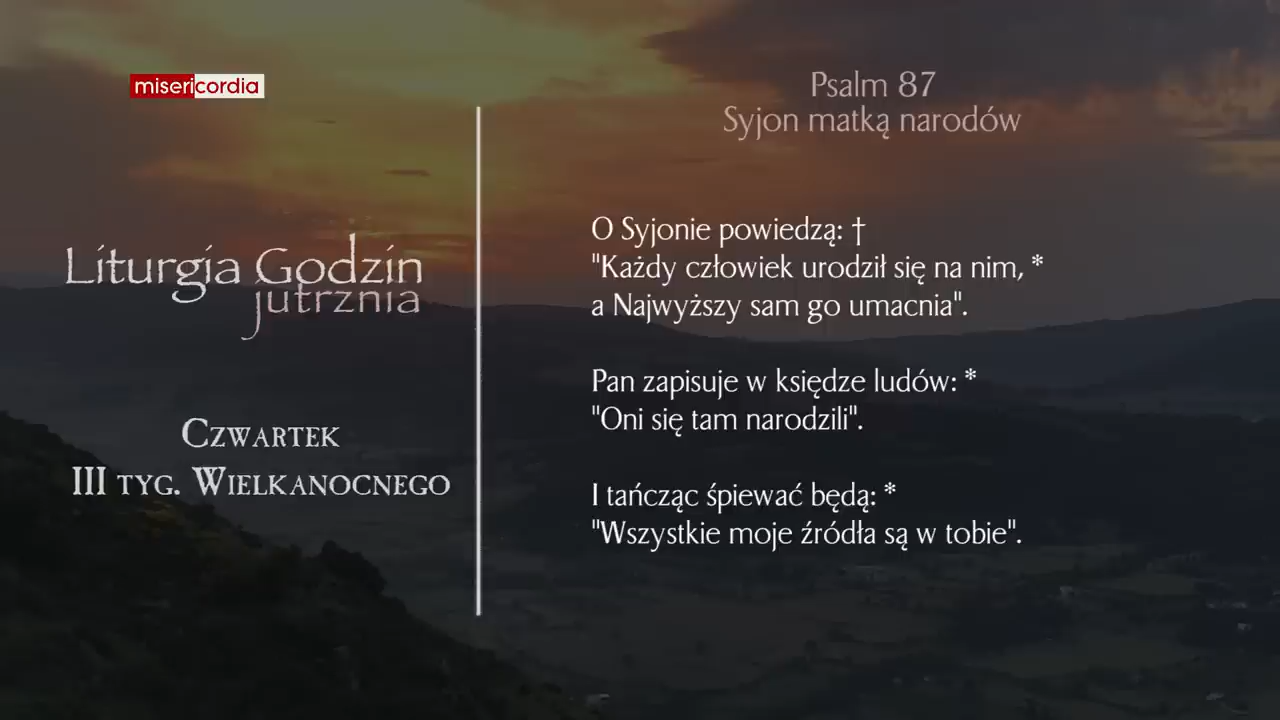 misericordia
Liturgia Godzin
jutrznia
Czwartek
III tyg. Wielkanocnego
Psalm 87
Syjon matką narodów
O Syjonie powiedzą: †
"Każdy człowiek urodził się na nim, *
a Najwyższy sam go umacnia".
Pan zapisuje w księdze ludów: *
"Oni się tam narodzili".
I tańcząc śpiewać będą: *
"Wszystkie moje źródła są w tobie".